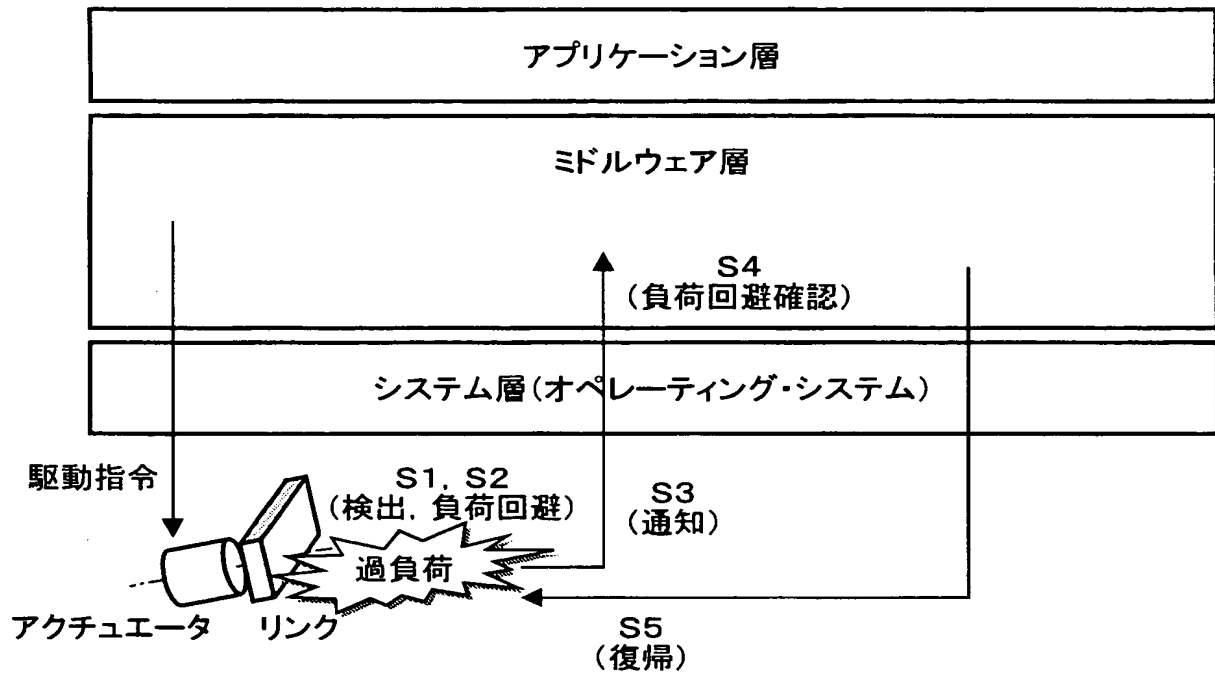 アプリケーション層
ミドルウェア層
S4
(負荷回避確認)
システム層(オペレーティング・システム)
駆動指令
S1, S2
(検出, 負荷回避)
S3
(通知)
過負荷
アクチュエータ
リンク
S5
(復帰)